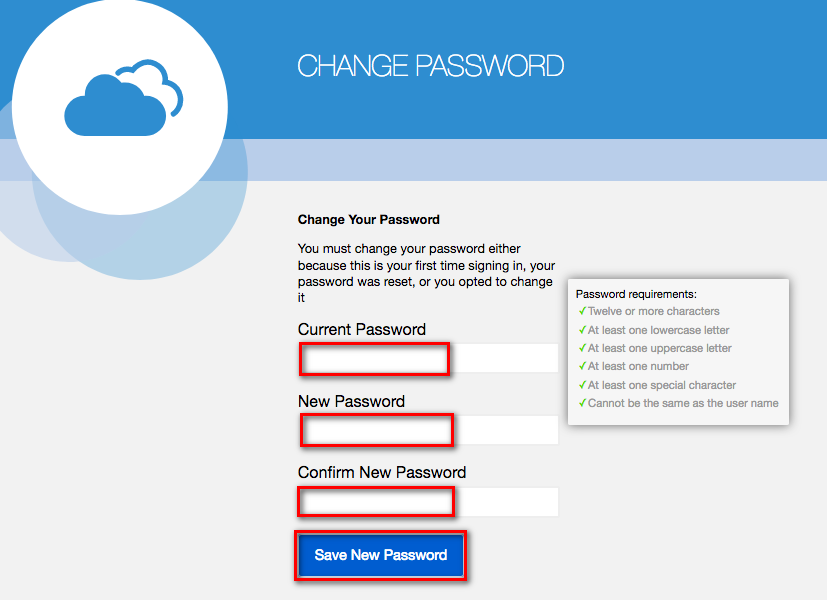 CHANGE PASSWORD
Change Your Password
You must change your password either
because this is your first time signing in, your
password was reset, or you opted to change
it
Current Password
New Password
Confirm New Password
Save New Password
Password requirements:
✓Twelve or more characters
✓At least one lowercase letter
✓At least one uppercase letter
✓At least one number
✓At least one special character
✓Cannot be the same as the user name